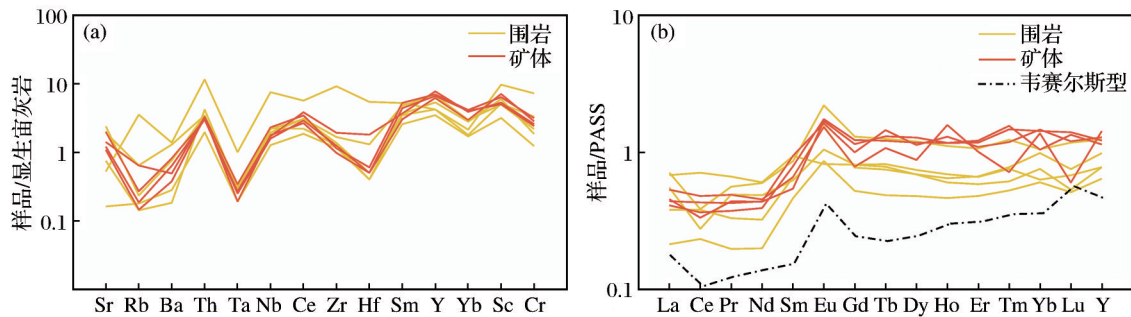 (a)
围岩
矿体
样品/显生宙灰岩
100
10
1
0.1
Sr Rb Ba Th Ta Nb Ce Zr Hf Sm Y Yb Sc Cr
(b)
围岩
矿体
韦赛尔斯型
样品/PASS
10
1
0.1
La Ce Pr Nd Sm Eu Gd Tb Dy Ho Er Tm Yb Lu Y